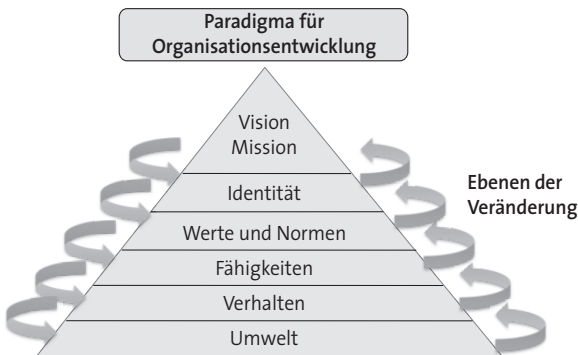 Paradigma für
Organisationsentwicklung
Vision
Mission
Identität
Ebenen der
Veränderung
Werte und Normen
Fähigkeiten
Verhalten
Umwelt